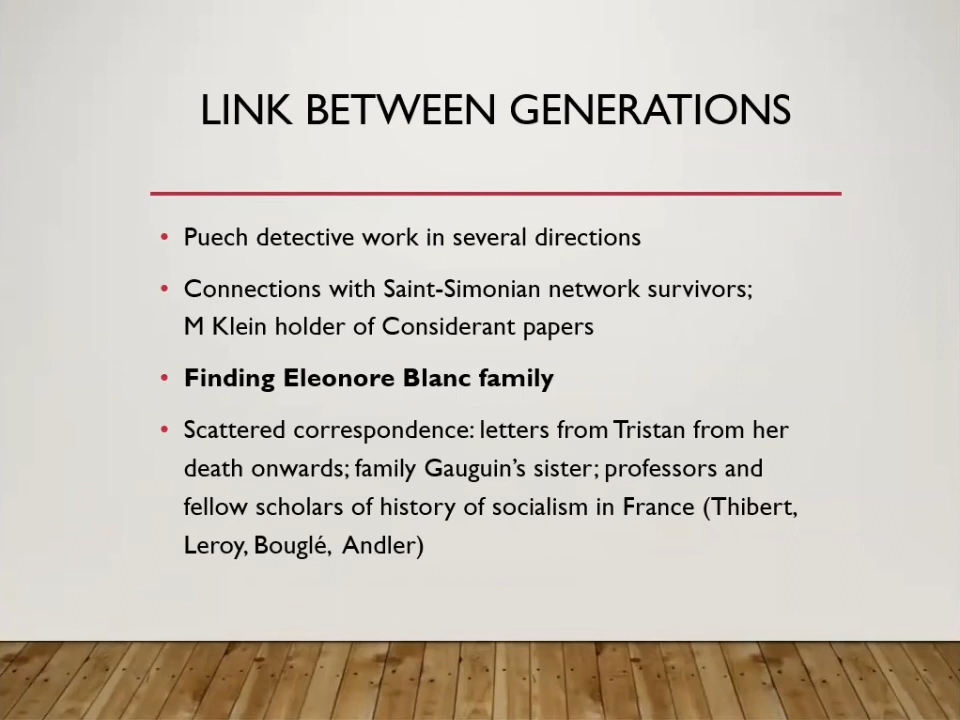 LINK BETWEEN GENERATIONS
• Puech detective work in several directions
• Connections with Saint-Simonian network survivors;
M Klein holder of Considerant papers
• Finding Eleonore Blanc family
• Scattered correspondence: letters from Tristan from her
death onwards; family Gauguin’s sister; professors and
fellow scholars of history of socialism in France (Thibert,
Leroy, Bouglé, Andler)